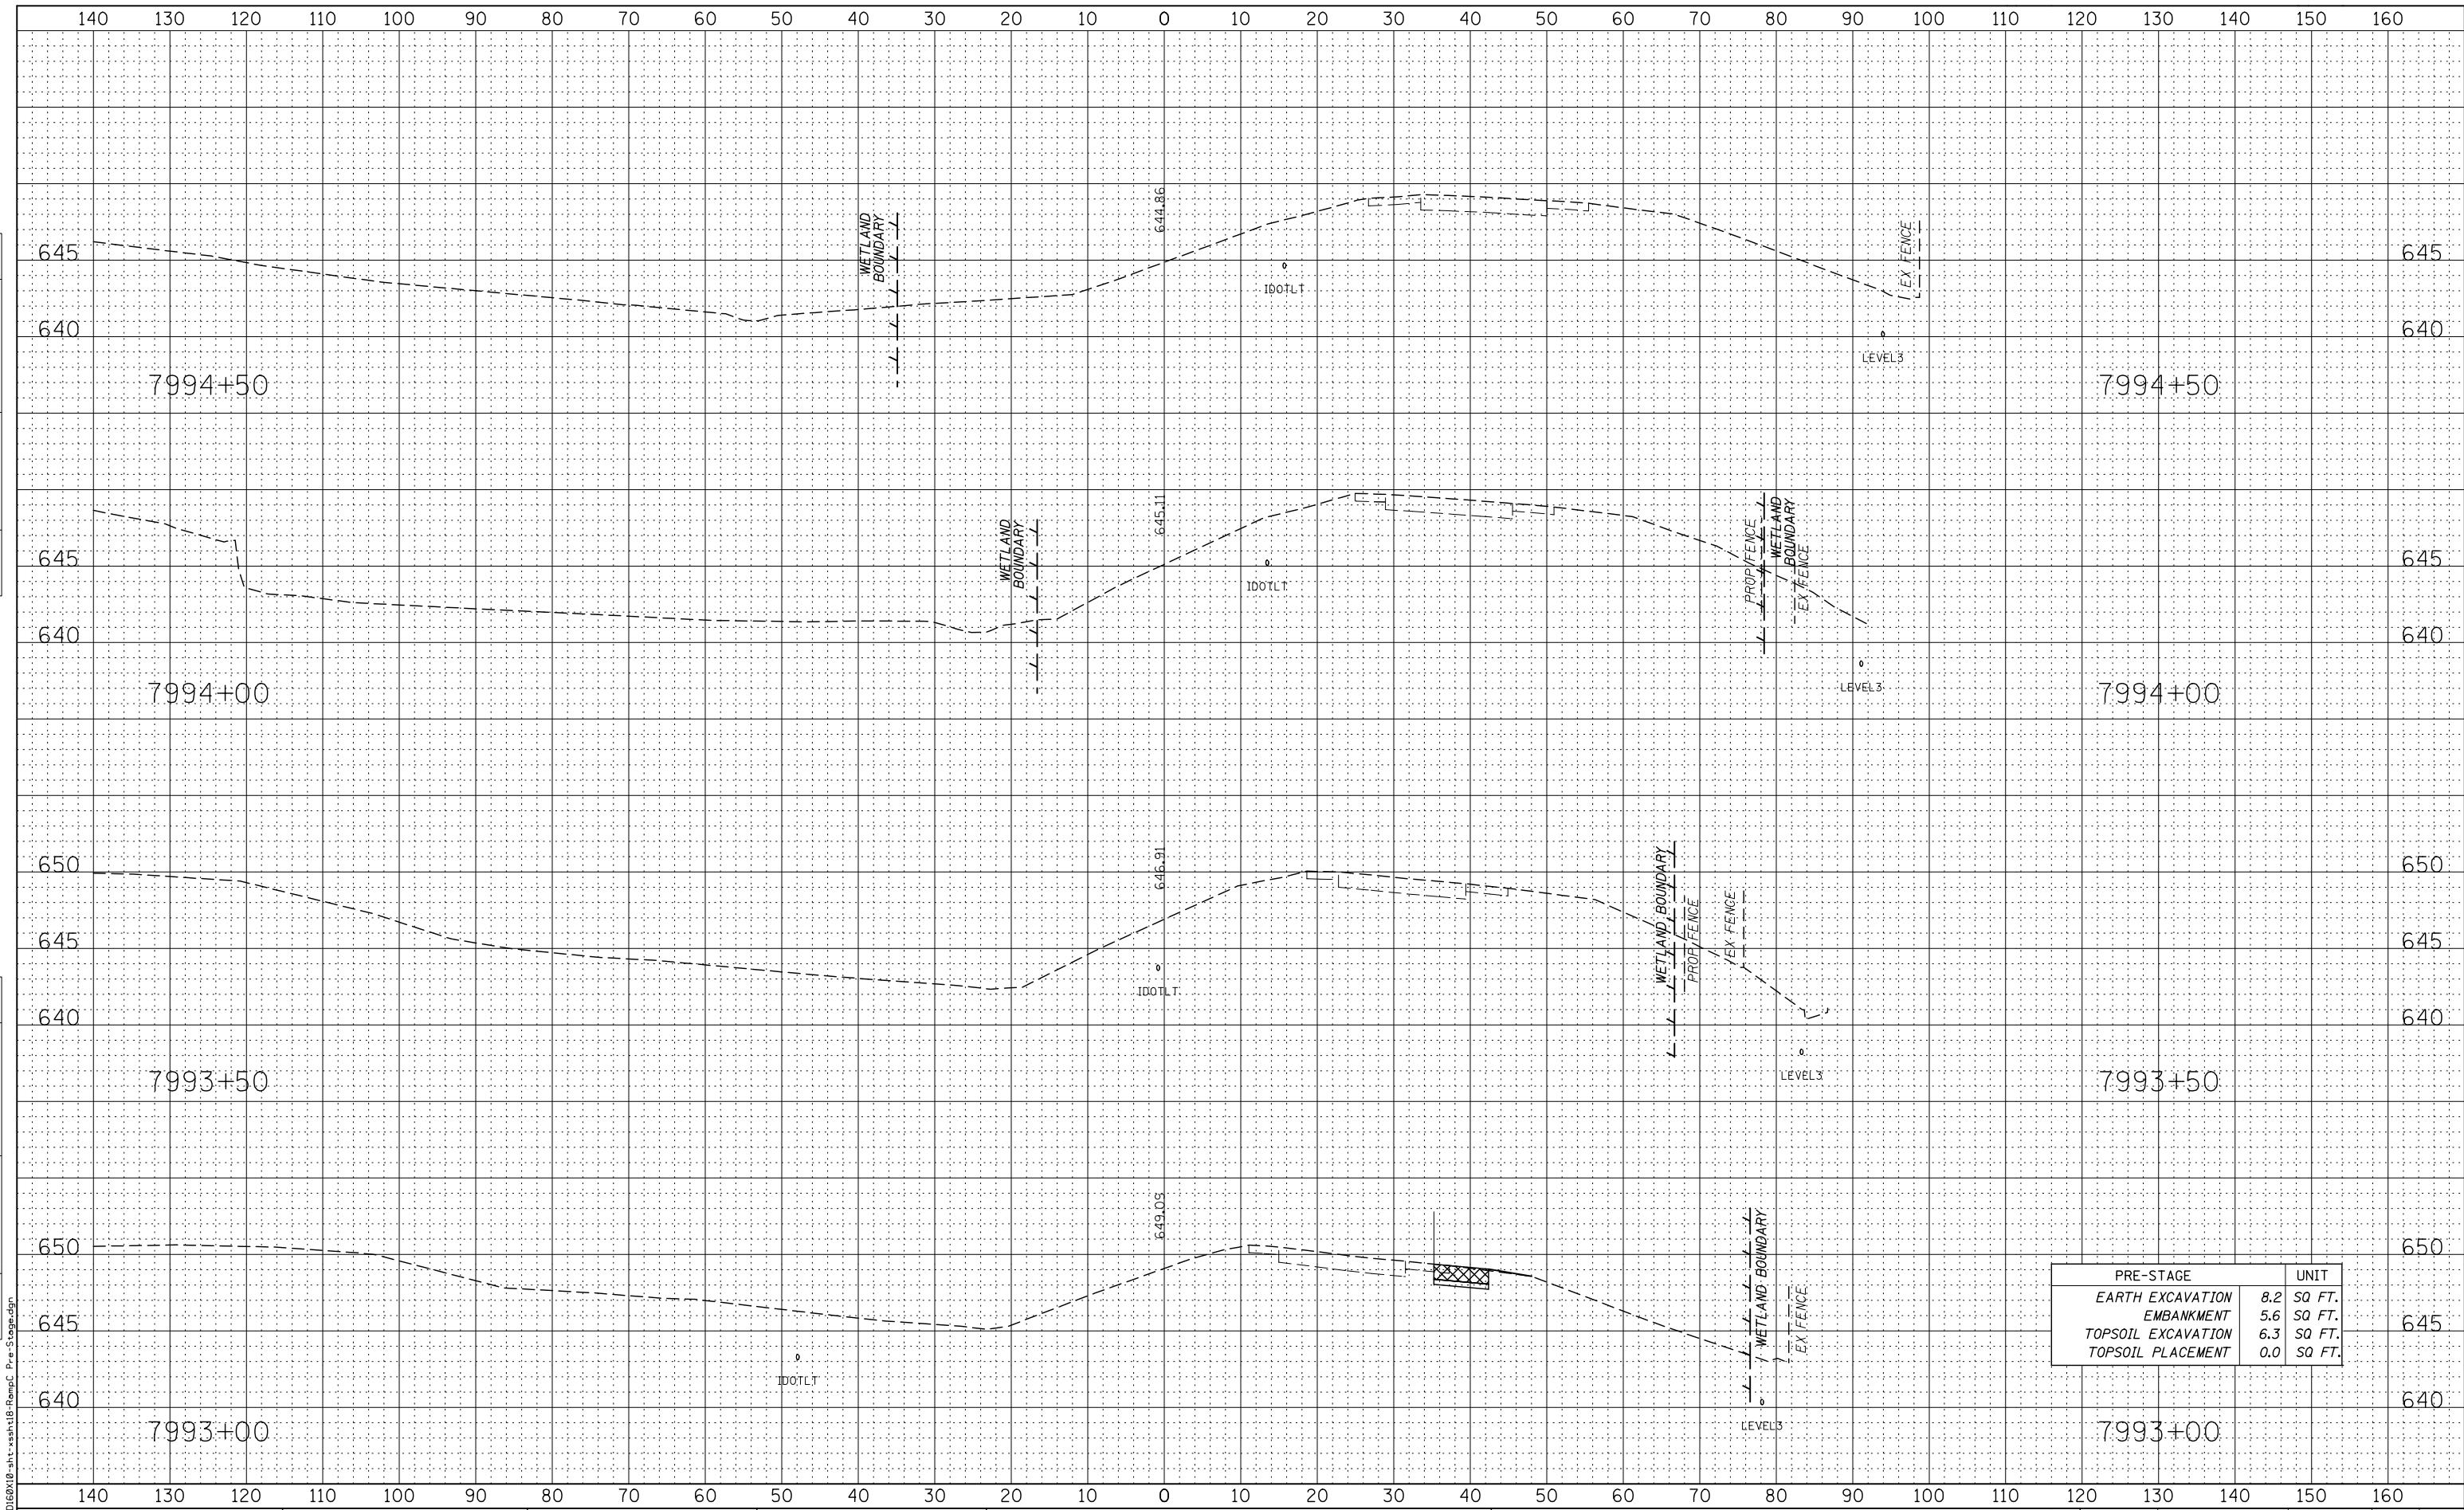 140 130 120 110 100 90 80 70 60 50 40 30 20 10 0 10 20 30 40 50 60 70 80 90 100 110 120 130 140 150 160
644.86
WETLAND
BOUNDARY
EX FENCE
645 645
IDOTLT
640 640
LEVEL3
7994+50 7994+50
645.11
WETLAND
BOUNDARY
PROP FENCE
WETLAND
BOUNDARY
EX FENCE
645 645
IDOTLT
640 640
LEVEL3
7994+00 7994+00
646.91
WETLAND BOUNDARY
PROP FENCE
EX FENCE
650 650
645 645
IDOTLT
640 640
LEVEL3
7993+50 7993+50
649.09
WETLAND BOUNDARY
EX FENCE
650 650
PRE-STAGE UNIT
EARTH EXCAVATION 8.2 SQ FT.
EMBANKMENT 5.6 SQ FT.
TOPSOIL EXCAVATION 6.3 SQ FT.
TOPSOIL PLACEMENT 0.0 SQ FT.
645 645
IDOTLT
640 640
LEVEL3
7993+00 7993+00
D160X10-sht-xssht18-RampC Pre-Stage.dgn
140 130 120 110 100 90 80 70 60 50 40 30 20 10 0 10 20 30 40 50 60 70 80 90 100 110 120 130 140 150 160